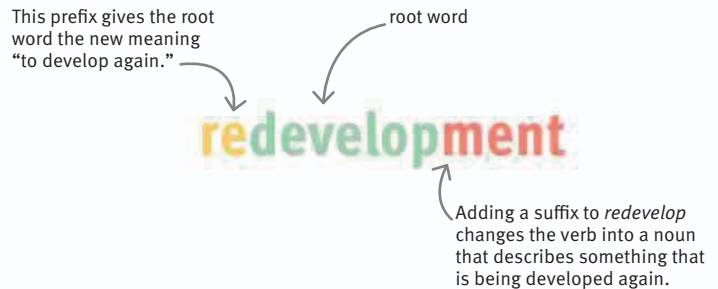 This prefix gives the root
word the new meaning
“to develop again.”
root word
redevelopment
Adding a suffix to redevelop
changes the verb into a noun
that describes something that
is being developed again.